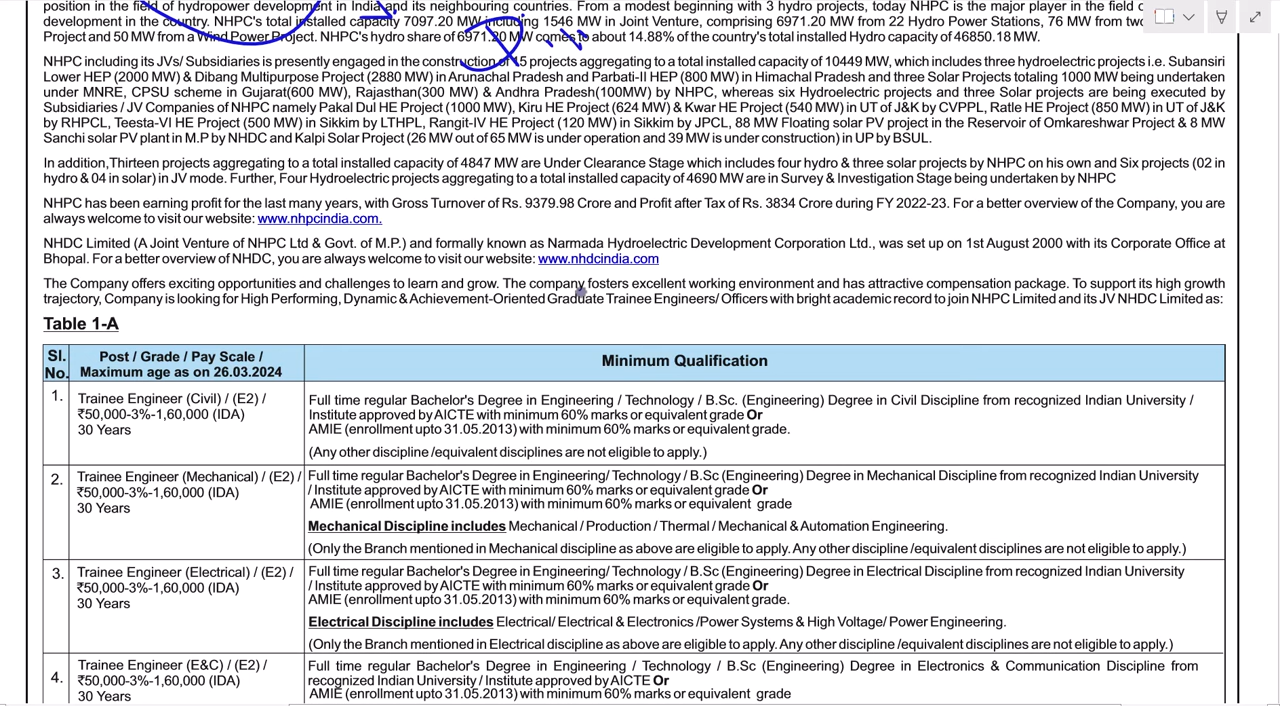 position in the field of hydropower development in India and its neighbouring countries. From a modest beginning with 3 hydro projects, today NHPC is the major player in the field
development in the country. NHPC's total installed capacity 7097.20 MW 1546 MW in Joint Venture, comprising 6971.20 MW from 22 Hydro Power Stations, 76 MW from two
Project and 50 MW from a Wind Power Project. NHPC's hydro share of 6971.20 MW comes to about 14.88% of the country's total installed Hydro capacity of 46850.18 MW.
NHPC including its JVs/ Subsidiaries is presently engaged in the construction of 15 projects aggregating to a total installed capacity of 10449 MW, which includes three hydroelectric projects i.e. Subansiri
Lower HEP (2000 MW) & Dibang Multipurpose Project (2880 MW) in Arunachal Pradesh and Parbati-II HEP (800 MW) in Himachal Pradesh and three Solar Projects totaling 1000 MW being undertaken
under MNRE, CPSU scheme in Gujarat(600 MW), Rajasthan(300 MW) & Andhra Pradesh(100MW) by NHPC, whereas six Hydroelectric projects and three Solar projects are being executed by
Subsidiaries / JV Companies of NHPC namely Pakal Dul HE Project (1000 MW), Kiru HE Project (624 MW) & Kwar HE Project (540 MW) in UT of J&K by CVPPL, Ratle HE Project (850 MW) in UT of J&K
by RHPCL, Teesta-VI HE Project (500 MW) in Sikkim by LTHPL, Rangit-IV HE Project (120 MW) in Sikkim by JPCL, 88 MW Floating solar PV project in the Reservoir of Omkareshwar Project & 8 MW
Sanchi solar PV plant in M.P by NHDC and Kalpi Solar Project (26 MW out of 65 MW is under operation and 39 MW is under construction) in UP by BSUL.
In addition,Thirteen projects aggregating to a total installed capacity of 4847 MW are Under Clearance Stage which includes four hydro & three solar projects by NHPC on his own and Six projects (02 in
hydro & 04 in solar) in JV mode. Further, Four Hydroelectric projects aggregating to a total installed capacity of 4690 MW are in Survey & Investigation Stage being undertaken by NHPC
NHPC has been earning profit for the last many years, with Gross Turnover of Rs. 9379.98 Crore and Profit after Tax of Rs. 3834 Crore during FY 2022-23. For a better overview of the Company, you are
always welcome to visit our website: www.nhpcindia.com.
NHDC Limited (A Joint Venture of NHPC Ltd & Govt. of M.P.) and formally known as Narmada Hydroelectric Development Corporation Ltd., was set up on 1st August 2000 with its Corporate Office at
Bhopal. For a better overview of NHDC, you are always welcome to visit our website: www.nhdcindia.com
The Company offers exciting opportunities and challenges to learn and grow. The company fosters excellent working environment and has attractive compensation package. To support its high growth
trajectory, Company is looking for High Performing, Dynamic & Achievement-Oriented Graduate Trainee Engineers/ Officers with bright academic record to join NHPC Limited and its JV NHDC Limited as:
Table 1-A
Sl. No. Post / Grade / Pay Scale / Maximum age as on 26.03.2024 Minimum Qualification
1. Trainee Engineer (Civil) / (E2) /
₹50,000-3%-1,60,000 (IDA)
30 Years
Full time regular Bachelor's Degree in Engineering / Technology / B.Sc. (Engineering) Degree in Civil Discipline from recognized Indian University /
Institute approved by AICTE with minimum 60% marks or equivalent grade Or
AMIE (enrollment upto 31.05.2013) with minimum 60% marks or equivalent grade.
(Any other discipline /equivalent disciplines are not eligible to apply.)
2. Trainee Engineer (Mechanical) / (E2) /
₹50,000-3%-1,60,000 (IDA)
30 Years
Full time regular Bachelor's Degree in Engineering/ Technology / B.Sc (Engineering) Degree in Mechanical Discipline from recognized Indian University
/ Institute approved by AICTE with minimum 60% marks or equivalent grade Or
AMIE (enrollment upto 31.05.2013) with minimum 60% marks or equivalent grade
Mechanical Discipline includes Mechanical / Production / Thermal / Mechanical & Automation Engineering.
(Only the Branch mentioned in Mechanical discipline as above are eligible to apply. Any other discipline /equivalent disciplines are not eligible to apply.)
3. Trainee Engineer (Electrical) / (E2) /
₹50,000-3%-1,60,000 (IDA)
30 Years
Full time regular Bachelor's Degree in Engineering/ Technology / B.Sc (Engineering) Degree in Electrical Discipline from recognized Indian University
/ Institute approved by AICTE with minimum 60% marks or equivalent grade Or
AMIE (enrollment upto 31.05.2013) with minimum 60% marks or equivalent grade.
Electrical Discipline includes Electrical/ Electrical & Electronics /Power Systems & High Voltage/ Power Engineering.
(Only the Branch mentioned in Electrical discipline as above are eligible to apply. Any other discipline /equivalent disciplines are not eligible to apply.)
4. Trainee Engineer (E&C) / (E2) /
₹50,000-3%-1,60,000 (IDA)
30 Years
Full time regular Bachelor's Degree in Engineering / Technology / B.Sc (Engineering) Degree in Electronics & Communication Discipline from
recognized Indian University / Institute approved by AICTE Or
AMIE (enrollment upto 31.05.2013) with minimum 60% marks or equivalent grade